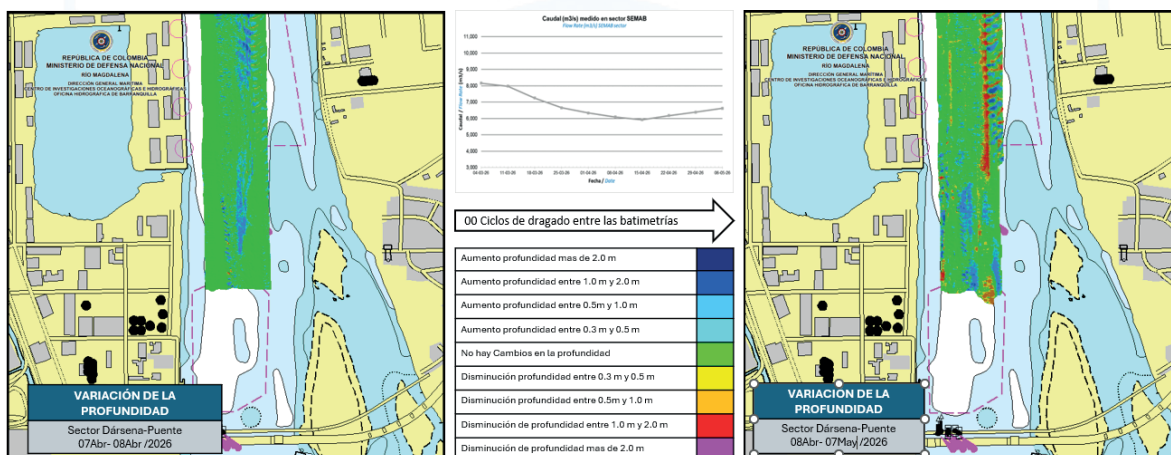 1
REPÚBLICA DE COLOMBIA
MINISTERIO DE DEFENSA NACIONAL
RÍO MAGDALENA
DIRECCIÓN GENERAL MARÍTIMA
CENTRO DE INVESTIGACIONES OCEANOGRÁFICAS E HIDROGRÁFICAS
OFICINA HIDROGRÁFICA DE BARRANQUILLA
VARIACIÓN DE LA
PROFUNDIDAD
Sector Dársena-Puente
07Abr- 08Abr /2026
Caudal (m3/s) medido en sector SEMAB
Flow Rate (m3/s) SEMAB sector
Caudal / Flow Rate (m3/s)
11,000
10,000
9,000
8,000
7,000
6,000
5,000
4,000
3,000
Fecha / Date
00 Ciclos de dragado entre las batimetrías
Aumento profundidad mas de 2.0 m
Aumento profundidad entre 1.0 m y 2.0 m
Aumento profundidad entre 0.5m y 1.0 m
Aumento profundidad entre 0.3 m y 0.5 m
No hay Cambios en la profundidad
Disminución profundidad entre 0.3 m y 0.5 m
Disminución profundidad entre 0.5m y 1.0 m
Disminución de profundidad entre 1.0 m y 2.0 m
Disminución de profundidad mas de 2.0 m
1
REPÚBLICA DE COLOMBIA
MINISTERIO DE DEFENSA NACIONAL
RÍO MAGDALENA
DIRECCIÓN GENERAL MARÍTIMA
CENTRO DE INVESTIGACIONES OCEANOGRÁFICAS E HIDROGRÁFICAS
OFICINA HIDROGRÁFICA DE BARRANQUILLA
VARIACIÓN DE LA
PROFUNDIDAD
Sector Dársena-Puente
08Abr- 07May/2026